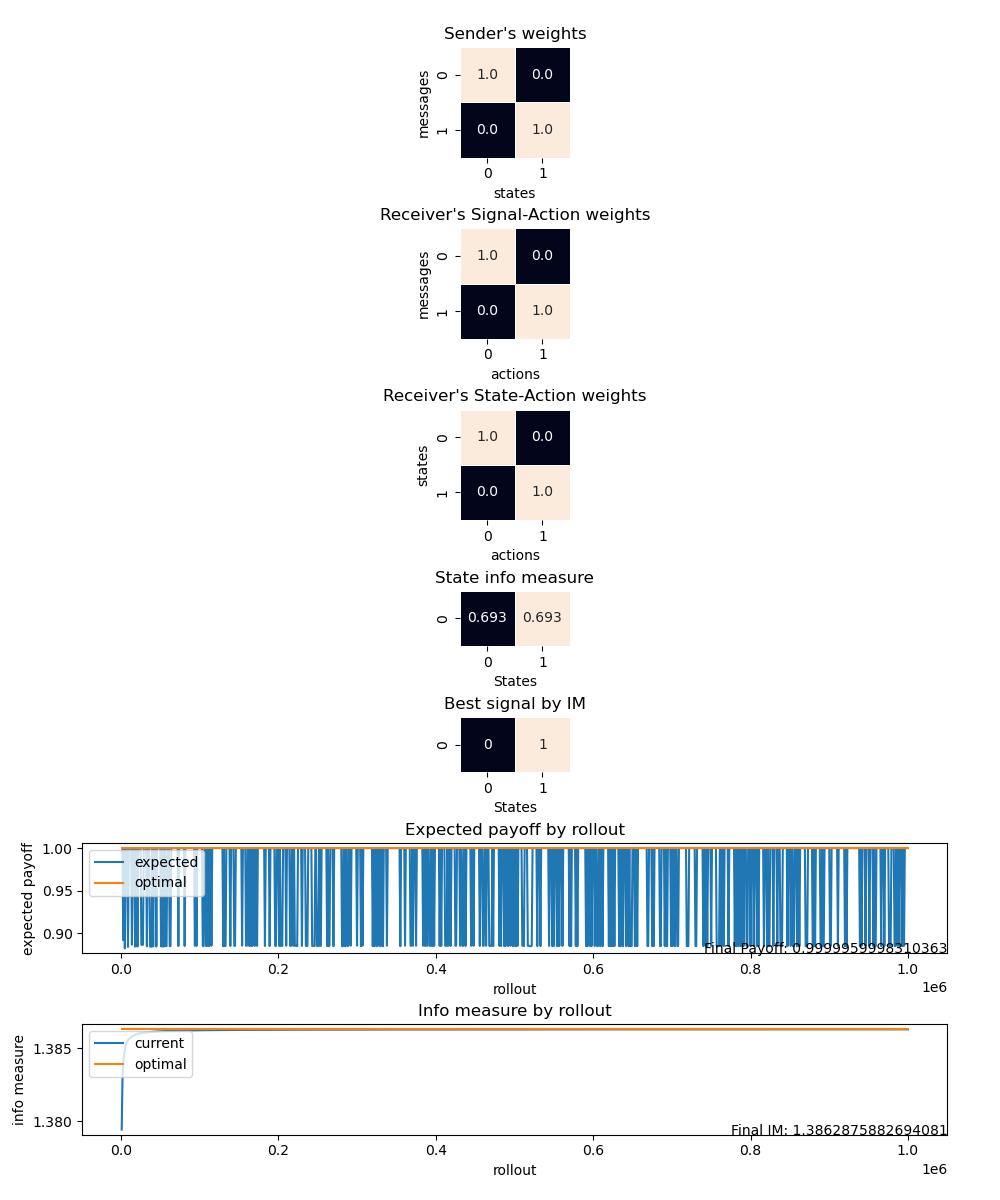 Sender's weights
messages
0
1.0
0.0
1
0.0
1.0
0
1
states
Receiver's Signal-Action weights
messages
0
1.0
0.0
1
0.0
1.0
0
1
actions
Receiver's State-Action weights
states
0
1.0
0.0
1
0.0
1.0
0
1
actions
State info measure
0
0.693
0.693
0
1
States
Best signal by IM
0
0
1
0
1
States
Expected payoff by rollout
expected payoff
1.00
0.95
0.90
expected
optimal
Final Payoff: 0.9999959998310363
0.0
0.2
0.4
0.6
0.8
1.0
1e6
rollout
Info measure by rollout
info measure
1.385
1.380
current
optimal
Final IM: 1.3862875882694081
0.0
0.2
0.4
0.6
0.8
1.0
1e6
rollout